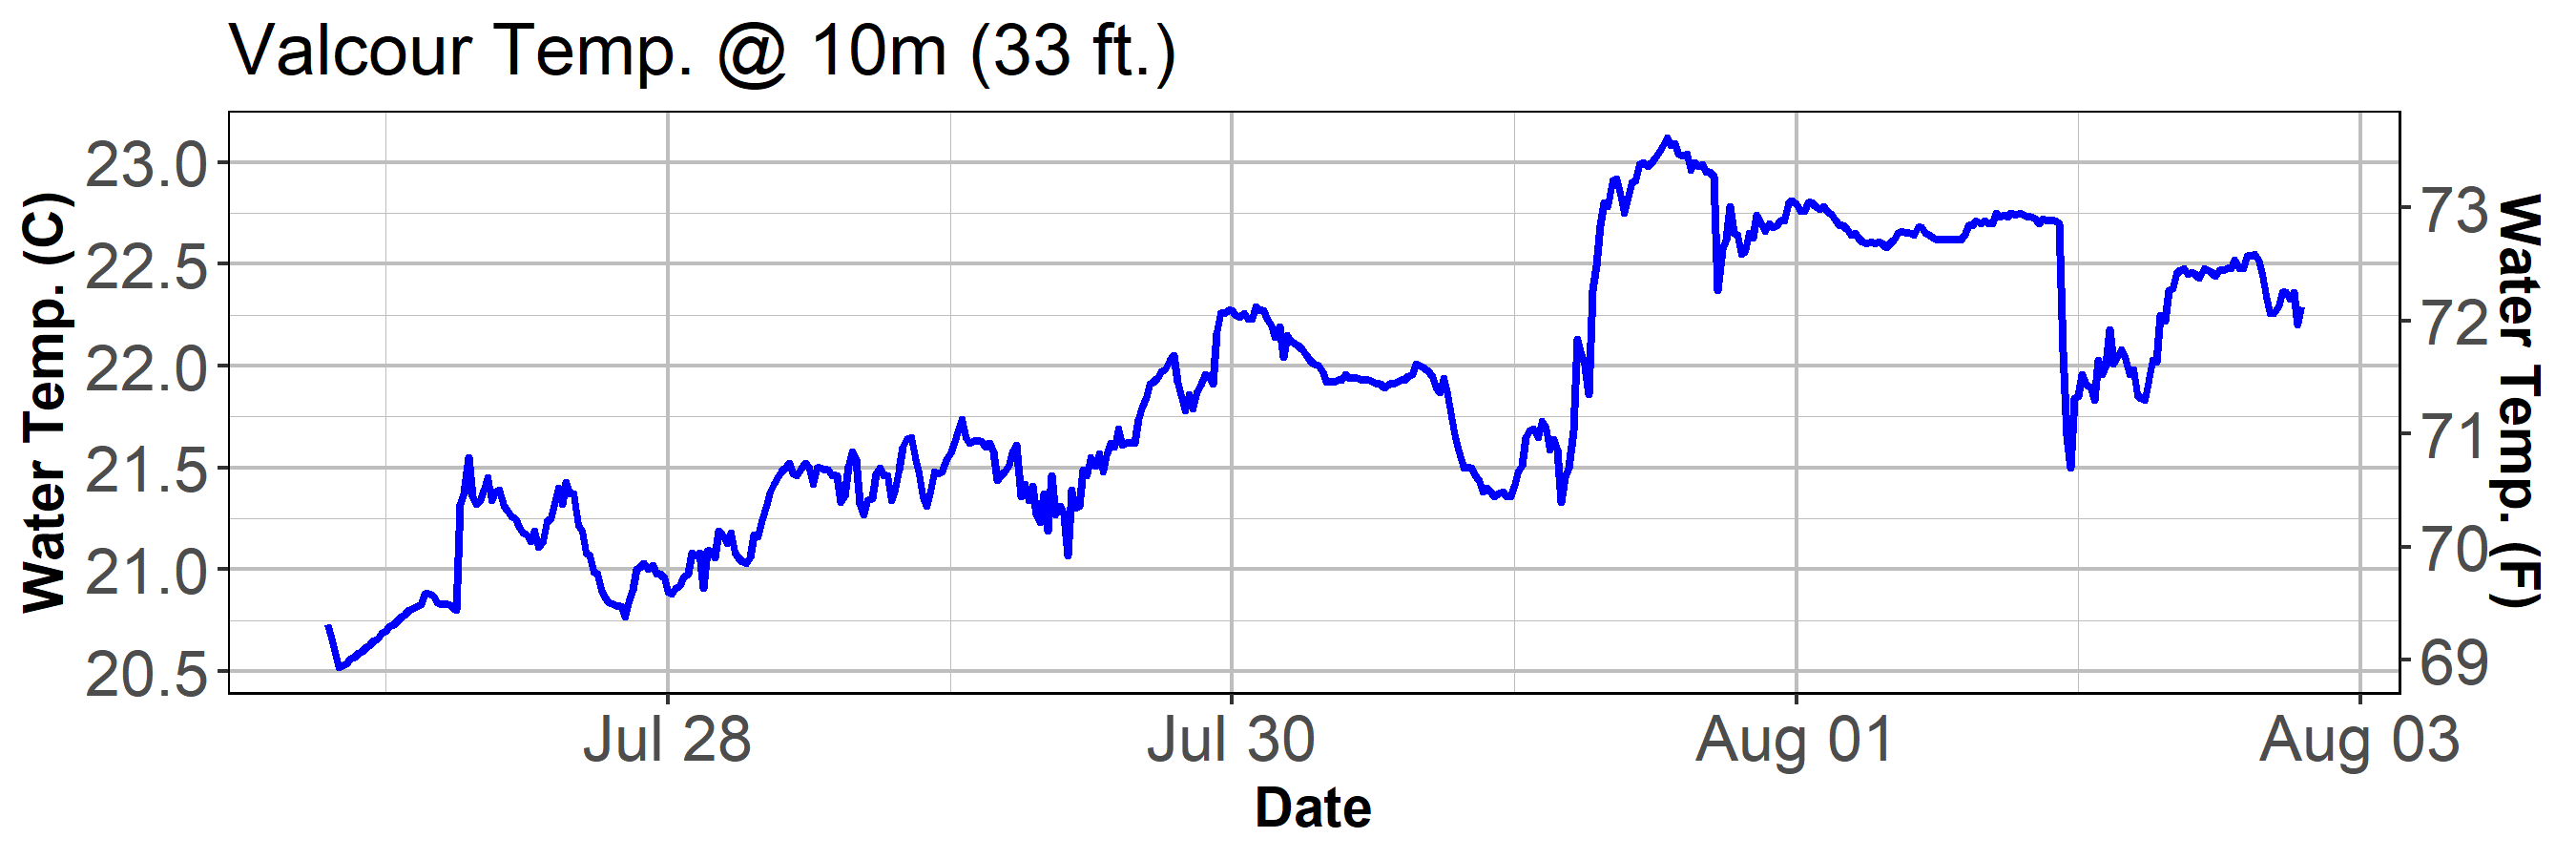 Valcour Temp. @ 10m (33 ft.)
Water Temp. (C)
23.0
22.5
22.0
21.5
21.0
20.5
73
72
71
70
69
Water Temp. (F)
Jul 28
Jul 30
Aug 01
Aug 03
Date